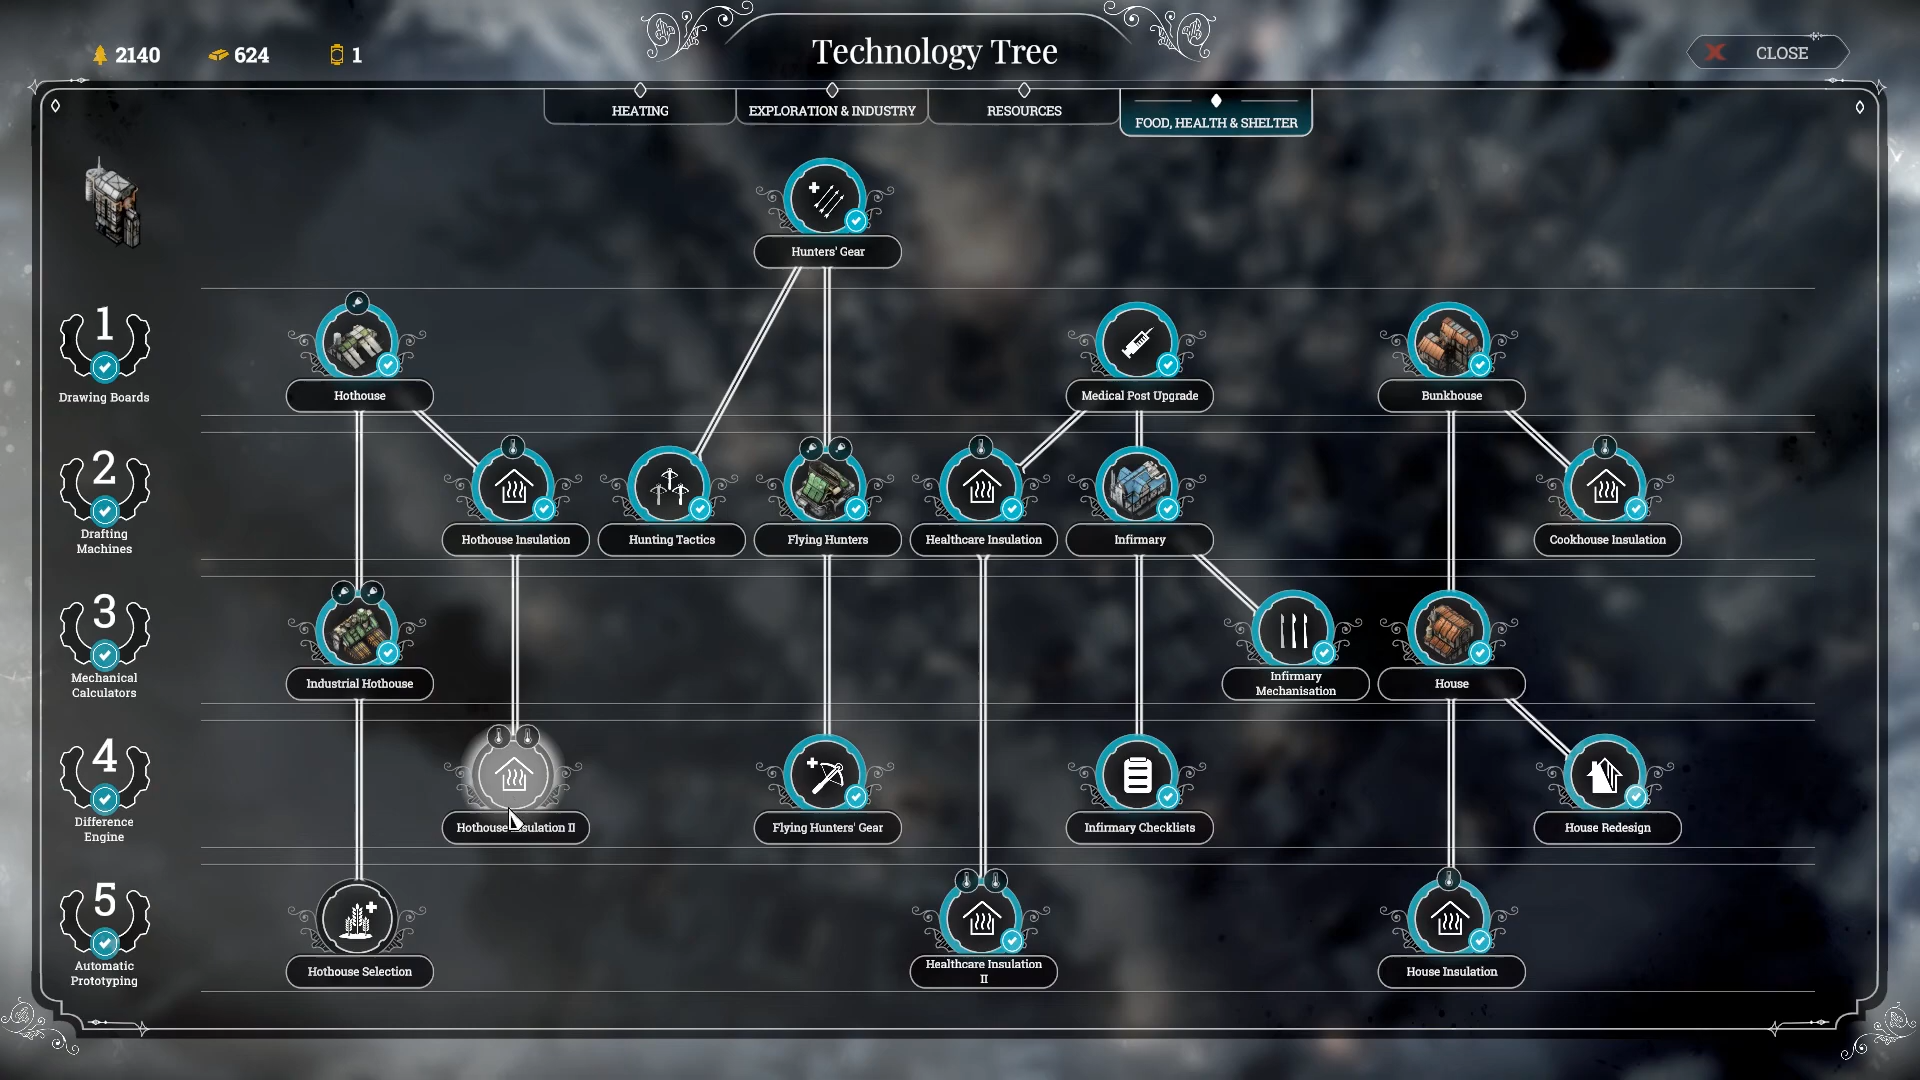 2140
624
1
Technology Tree
CLOSE
HEATING
EXPLORATION & INDUSTRY
RESOURCES
FOOD, HEALTH & SHELTER
Hunters' Gear
1
Drawing Boards
Hothouse
Medical Post Upgrade
Bunkhouse
2
Drafting
Machines
Hothouse Insulation
Hunting Tactics
Flying Hunters
Healthcare Insulation
Infirmary
Cookhouse Insulation
3
Mechanical
Calculators
Industrial Hothouse
Infirmary
Mechanisation
House
4
Difference
Engine
Hothouse Insulation II
Flying Hunters' Gear
Infirmary Checklists
House Redesign
5
Automatic
Prototyping
Hothouse Selection
Healthcare Insulation
II
House Insulation